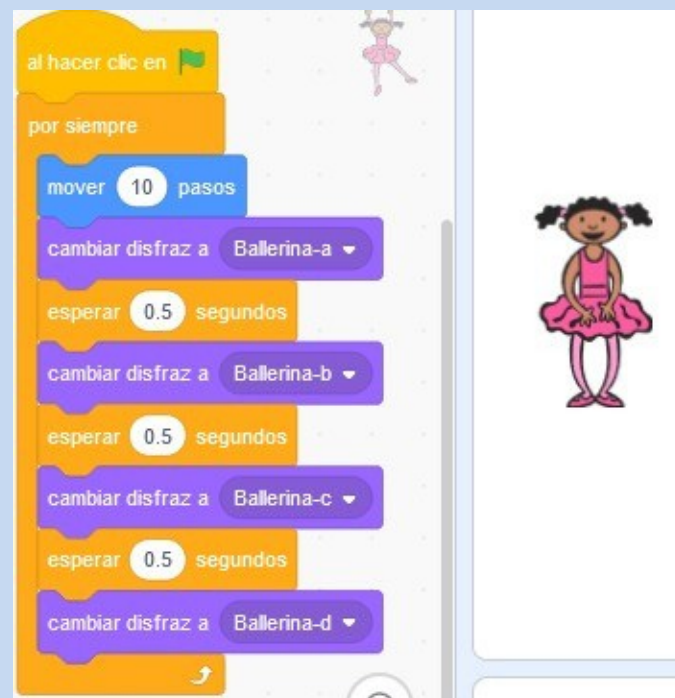 al hacer clic en
por siempre
mover 10 pasos
cambiar disfraz a Ballerina-a
esperar 0.5 segundos
cambiar disfraz a Ballerina-b
esperar 0.5 segundos
cambiar disfraz a Ballerina-c
esperar 0.5 segundos
cambiar disfraz a Ballerina-d